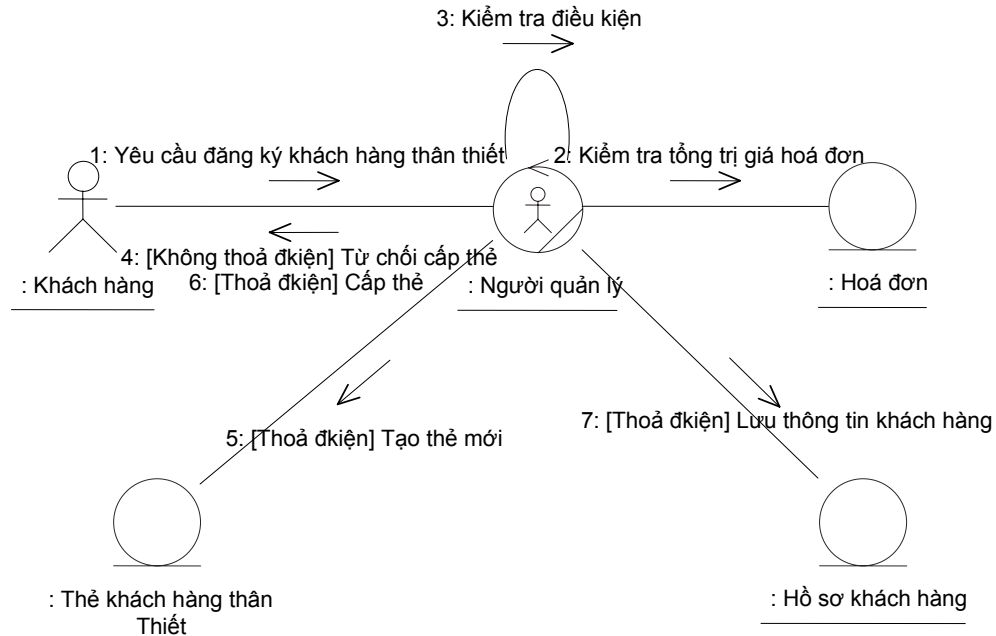 3: Kiểm tra điều kiện
1: Yêu cầu đăng ký khách hàng thân thiết
2: Kiểm tra tổng trị giá hoá đơn
4: [Không thoả đkiện] Từ chối cấp thẻ
6: [Thoả đkiện] Cấp thẻ
: Khách hàng
: Người quản lý
: Hoá đơn
5: [Thoả đkiện] Tạo thẻ mới
7: [Thoả đkiện] Lưu thông tin khách hàng
: Thẻ khách hàng thân
Thiết
: Hồ sơ khách hàng